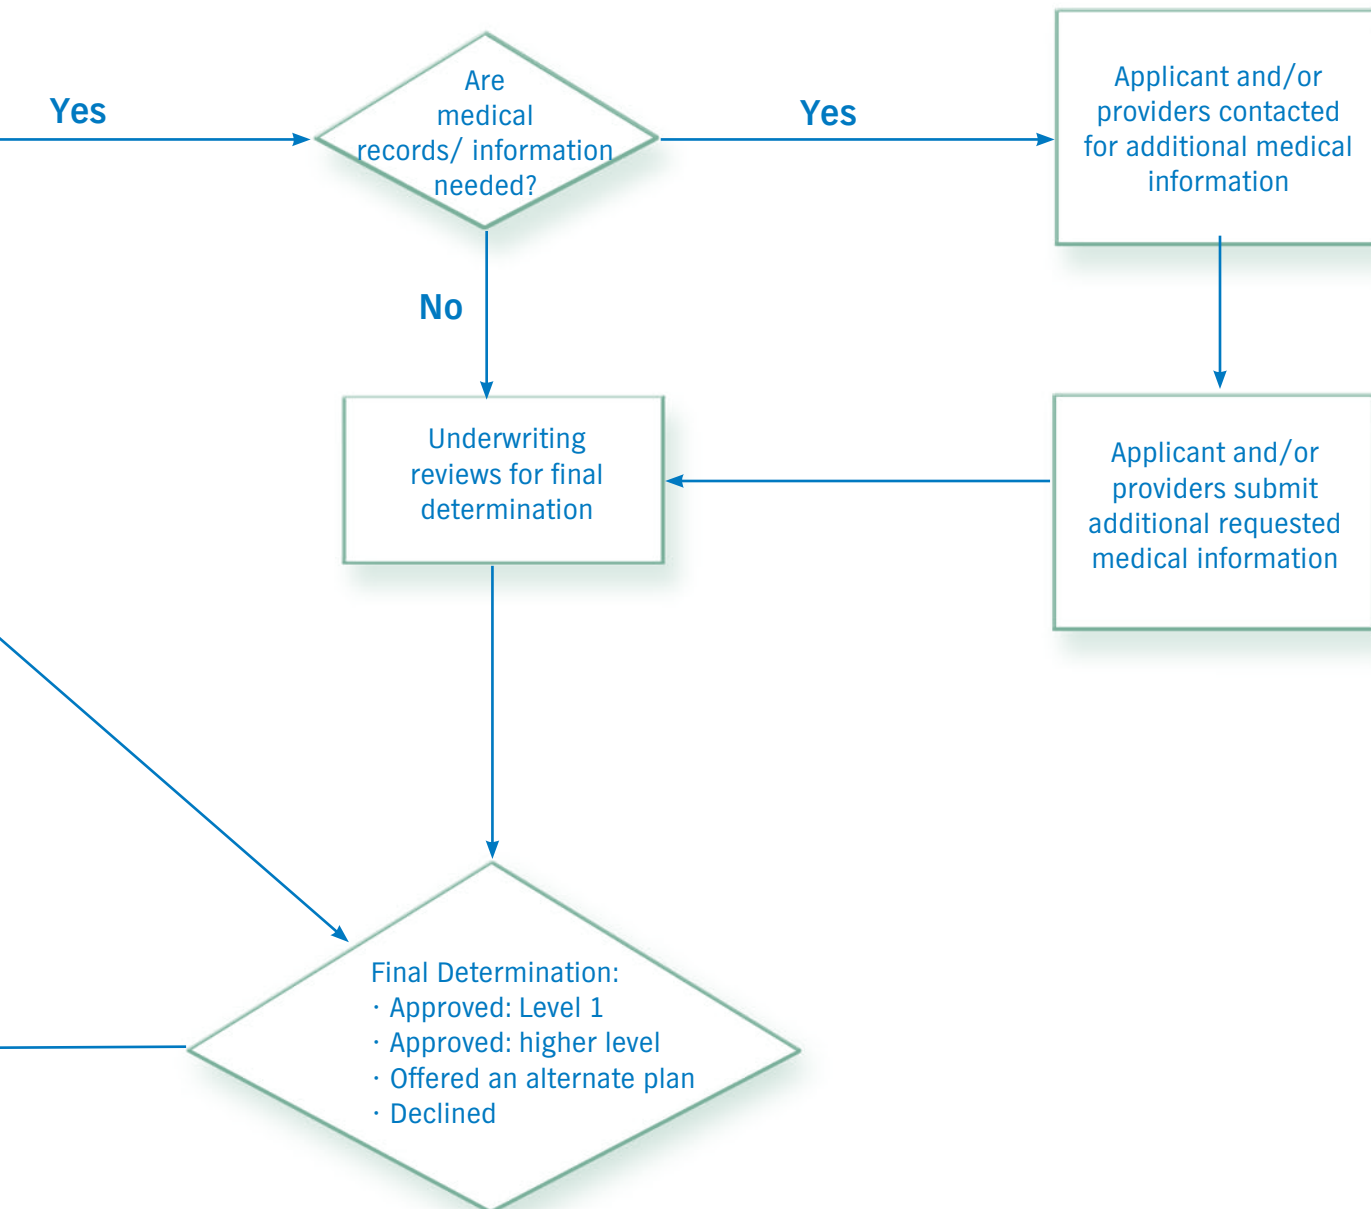 Yes
Are
medical
records/ information
needed?
Yes
Applicant and/or
providers contacted
for additional medical
information
No
Underwriting
reviews for final
determination
Applicant and/or
providers submit
additional requested
medical information
Final Determination:
· Approved: Level 1
· Approved: higher level
· Offered an alternate plan
· Declined